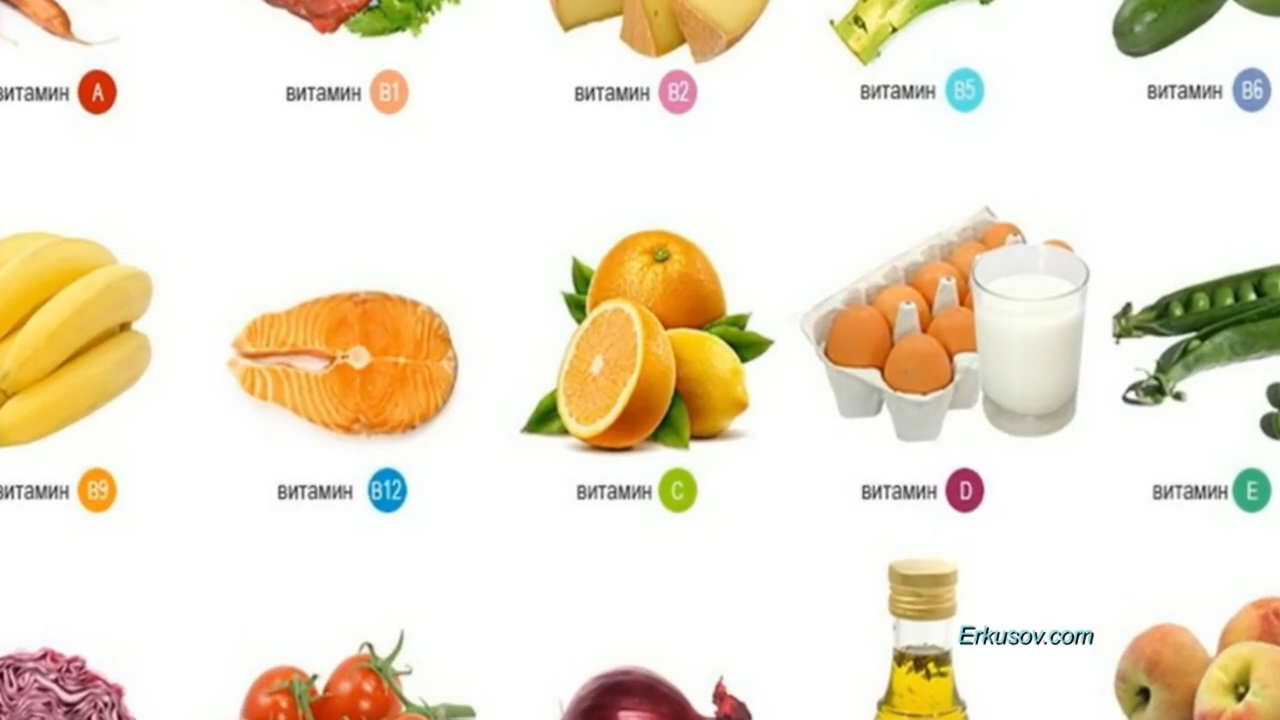 витамин A
витамин B1
витамин B2
витамин B5
витамин B6
витамин B9
витамин B12
витамин C
витамин D
витамин E
Erkusov.com